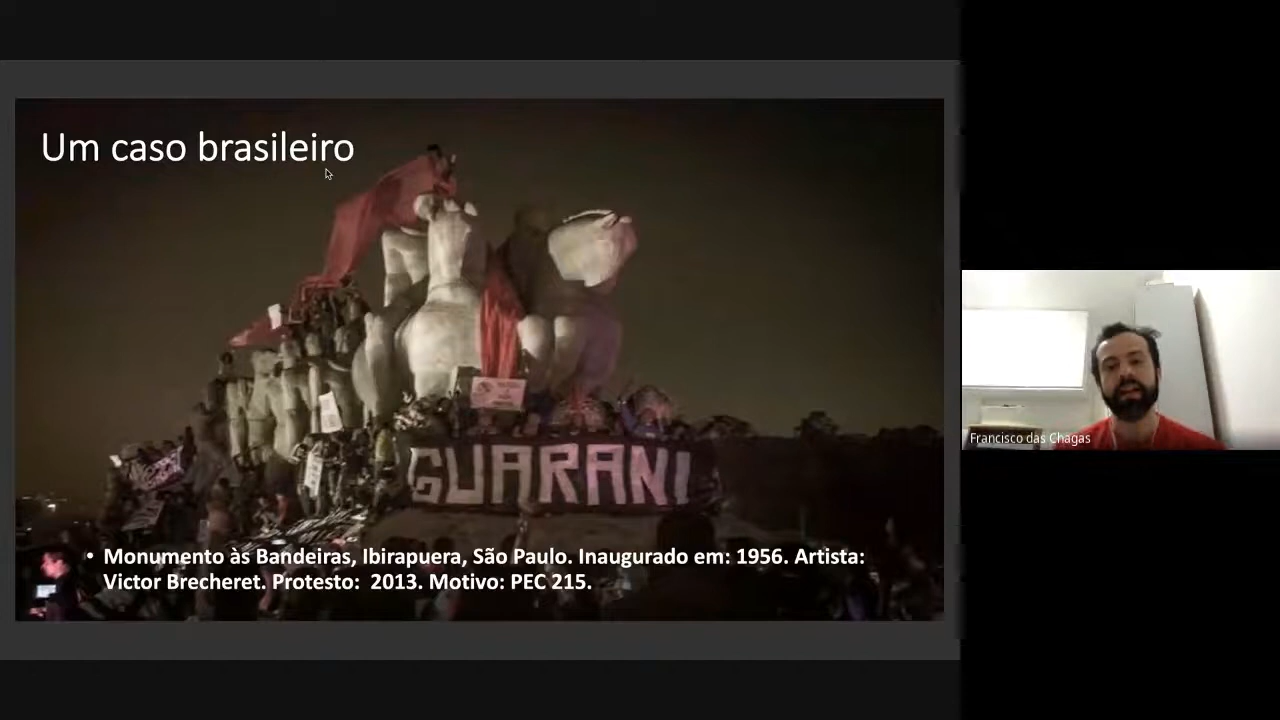 Um caso brasileiro
GUARANI
• Monumento às Bandeiras, Ibirapuera, São Paulo. Inaugurado em: 1956. Artista:
Victor Brecheret. Protesto:  2013. Motivo: PEC 215.
Francisco das Chagas